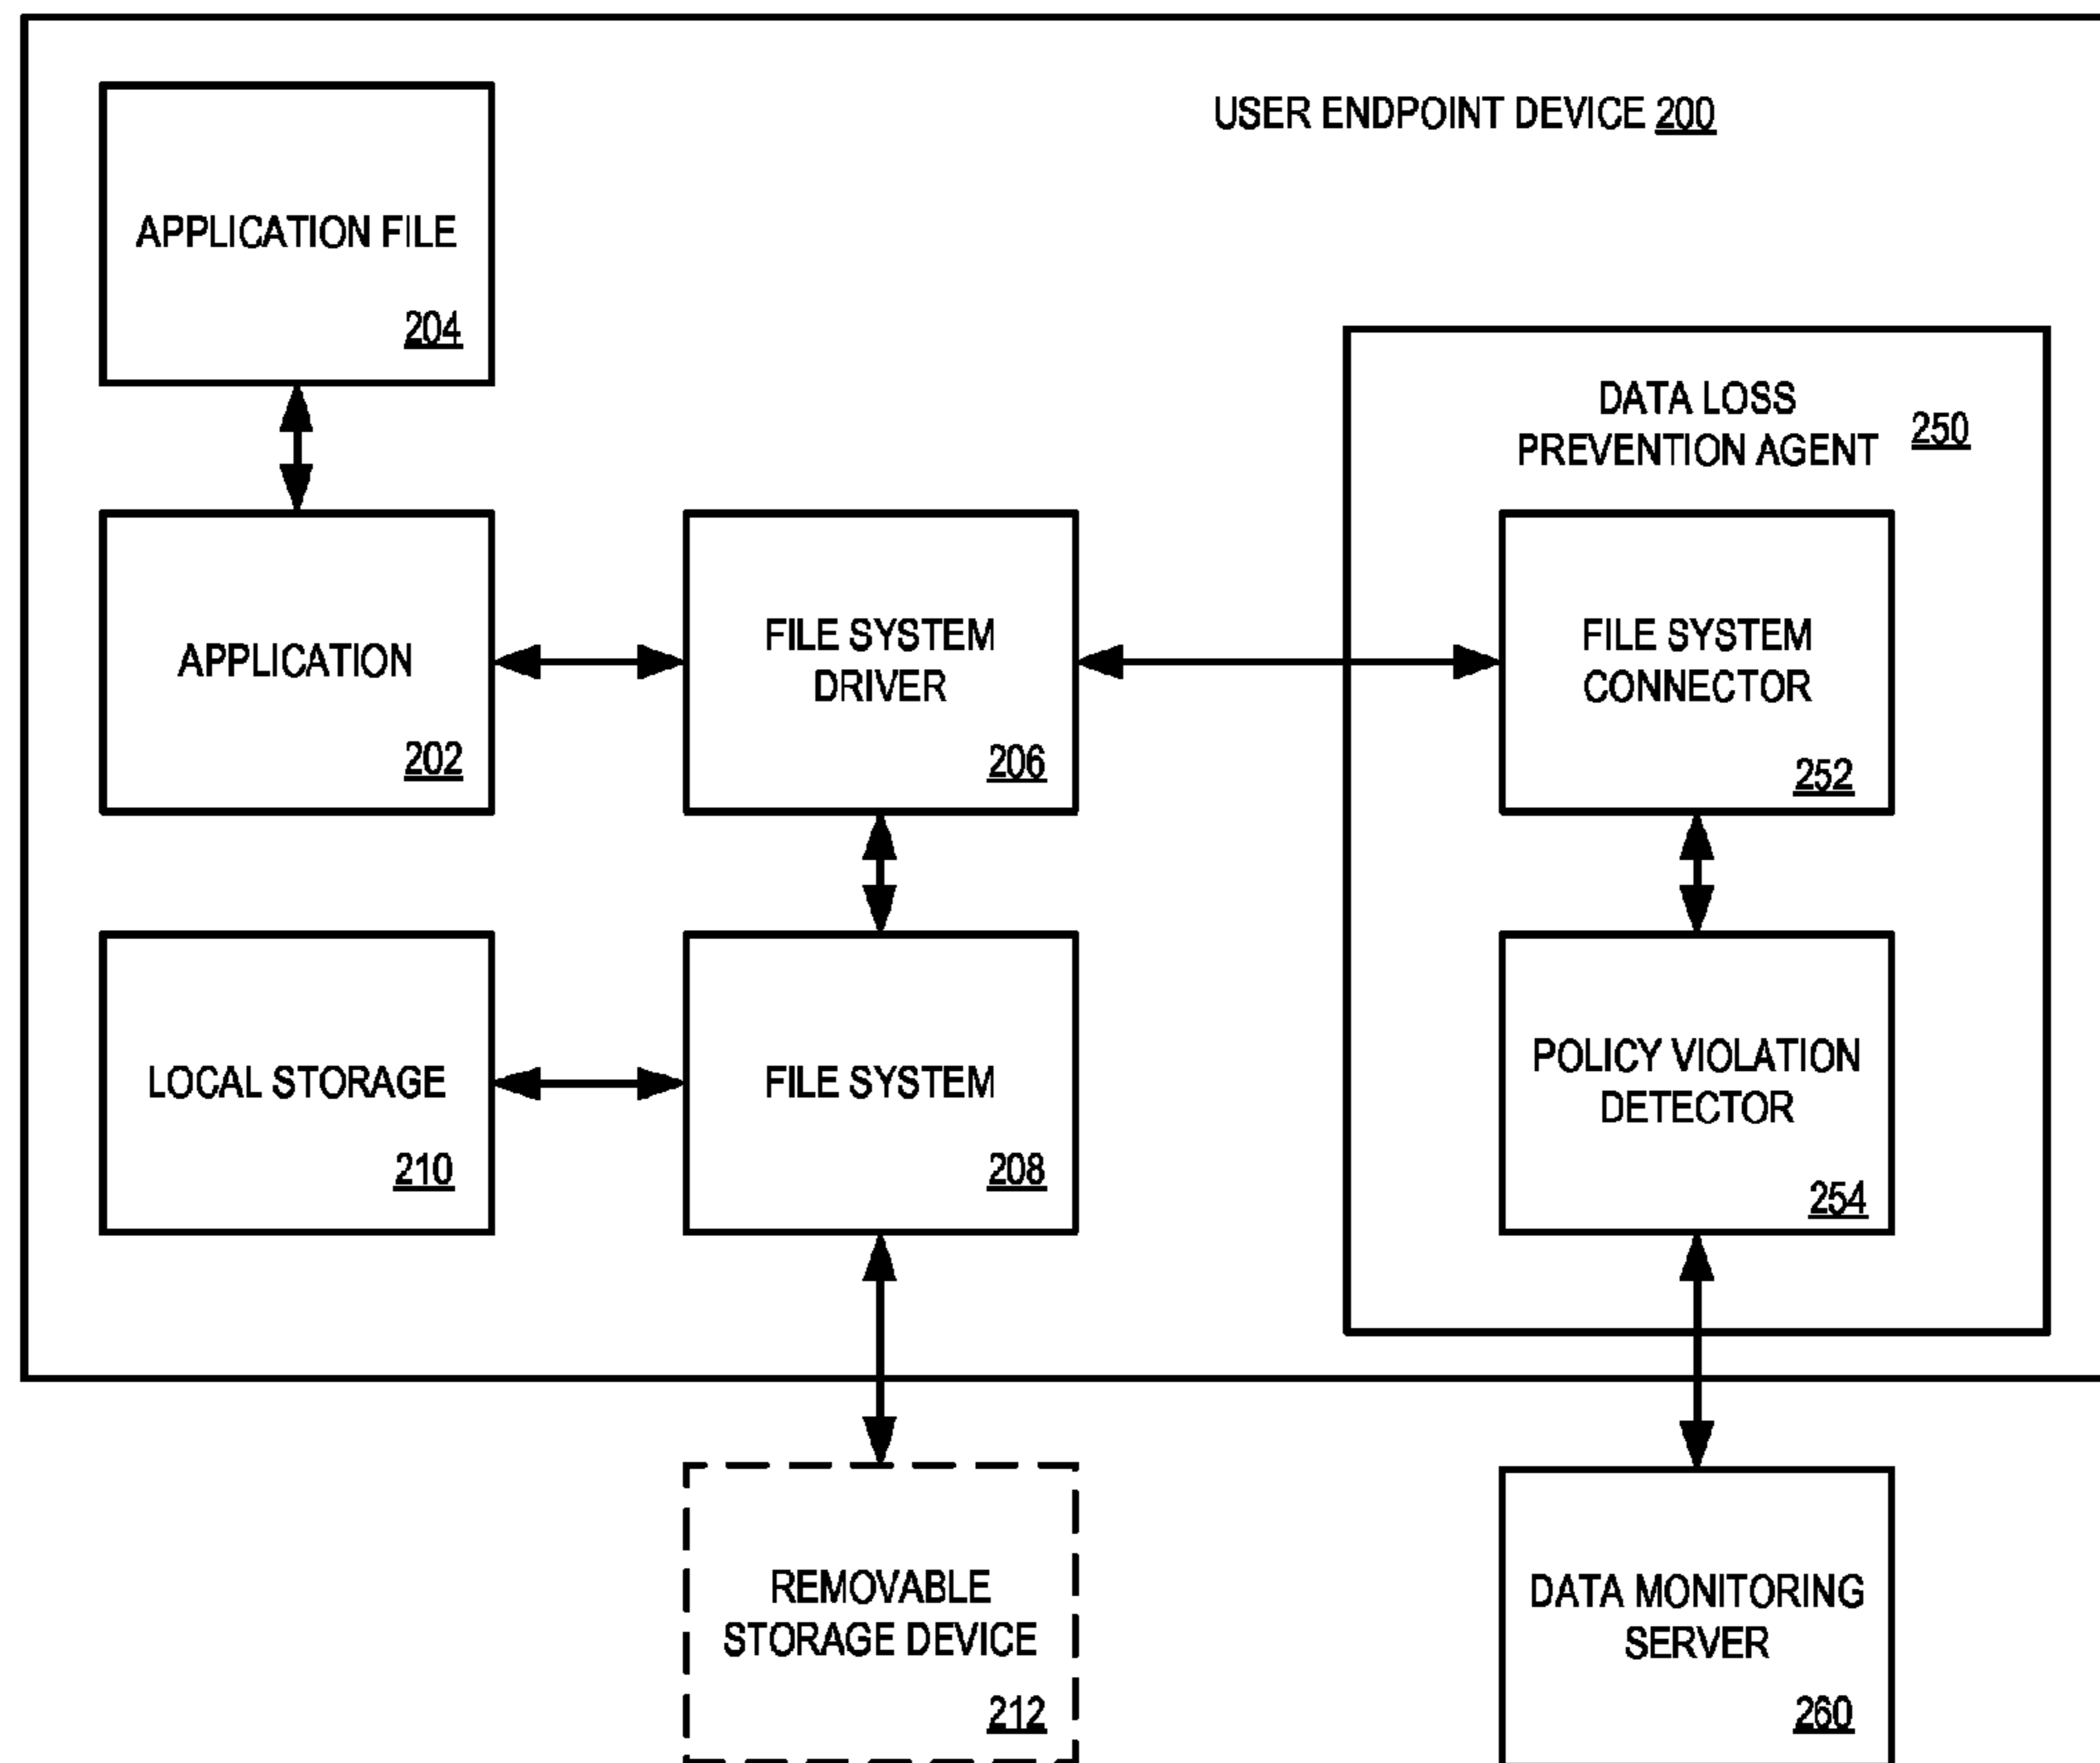 USER ENDPOINT DEVICE 200
APPLICATION FILE
204
DATA LOSS
PREVENTION AGENT
250
APPLICATION
202
FILE SYSTEM
DRIVER
206
FILE SYSTEM
CONNECTOR
252
LOCAL STORAGE
210
FILE SYSTEM
208
POLICY VIOLATION
DETECTOR
254
REMOVABLE
STORAGE DEVICE
212
DATA MONITORING
SERVER
260